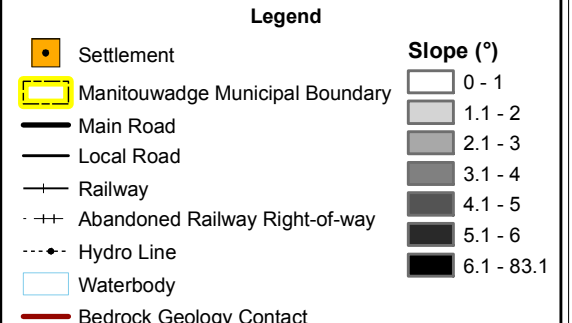 Legend
Settlement
Manitouwadge Municipal Boundary
Main Road
Local Road
Railway
Abandoned Railway Right-of-way
Hydro Line
Waterbody
Bedrock Geology Contact
Slope (°)
0 - 1
1.1 - 2
2.1 - 3
3.1 - 4
4.1 - 5
5.1 - 6
6.1 - 83.1